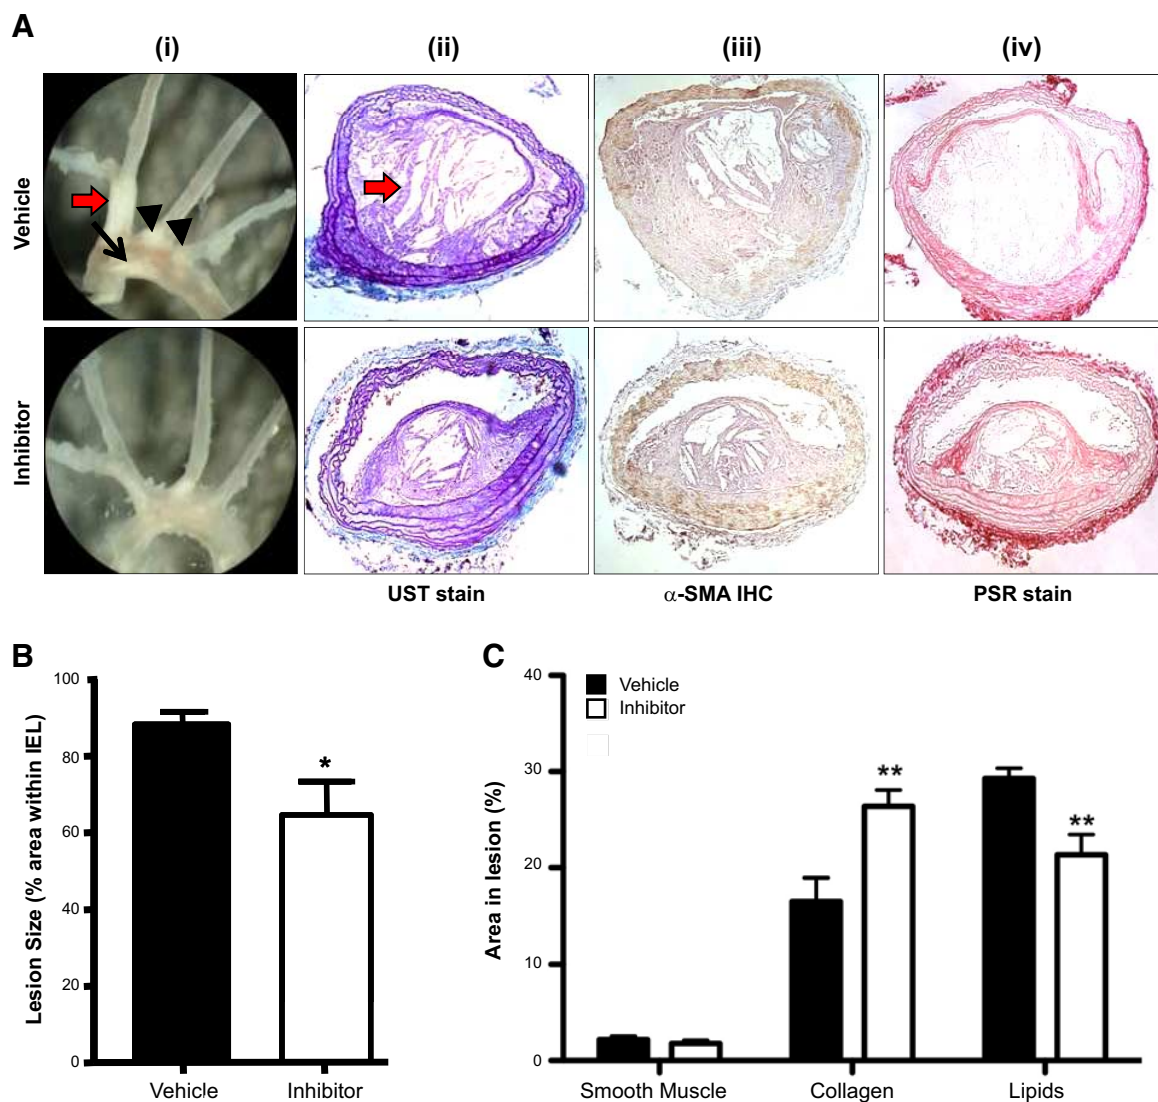 A
(i)
(ii)
(iii)
(iv)
Vehicle
Inhibitor
UST stain
α-SMA IHC
PSR stain
B
Lesion Size (% area within IEL)
100
80
60
40
20
0
*
Vehicle
Inhibitor
C
Vehicle
Inhibitor
Area in lesion (%)
40
30
20
10
0
**
**
Smooth Muscle
Collagen
Lipids